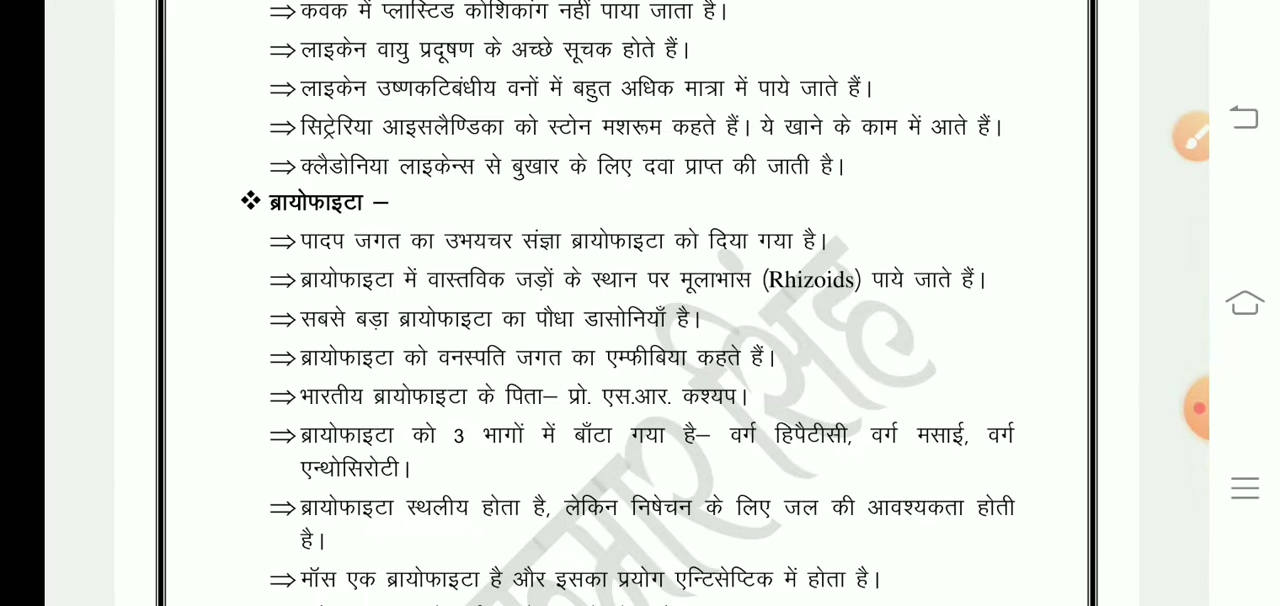 ⇒ कवक में प्लास्टिड कोशिकांग नहीं पाया जाता है।
⇒ लाइकेन वायु प्रदूषण के अच्छे सूचक होते हैं।
⇒ लाइकेन उष्णकटिबंधीय वनों में बहुत अधिक मात्रा में पाये जाते हैं।
⇒ सिट्रेरिया आइसलैण्डिका को स्टोन मशरूम कहते हैं। ये खाने के काम में आते हैं।
⇒ क्लैडोनिया लाइकेन्स से बुखार के लिए दवा प्राप्त की जाती है।
❖ ब्रायोफाइटा –
⇒ पादप जगत का उभयचर संज्ञा ब्रायोफाइटा को दिया गया है।
⇒ ब्रायोफाइटा में वास्तविक जड़ों के स्थान पर मूलाभास (Rhizoids) पाये जाते हैं।
⇒ सबसे बड़ा ब्रायोफाइटा का पौधा डासोनियाँ है।
⇒ ब्रायोफाइटा को वनस्पति जगत का एम्फीबिया कहते हैं।
⇒ भारतीय ब्रायोफाइटा के पिता– प्रो. एस.आर. कश्यप।
⇒ ब्रायोफाइटा को 3 भागों में बाँटा गया है– वर्ग हिपैटीसी, वर्ग मसाई, वर्ग
एन्थोसिरोटी।
⇒ ब्रायोफाइटा स्थलीय होता है, लेकिन निषेचन के लिए जल की आवश्यकता होती
है।
⇒ मॉस एक ब्रायोफाइटा है और इसका प्रयोग एन्टिसेप्टिक में होता है।
कुमार सिंह